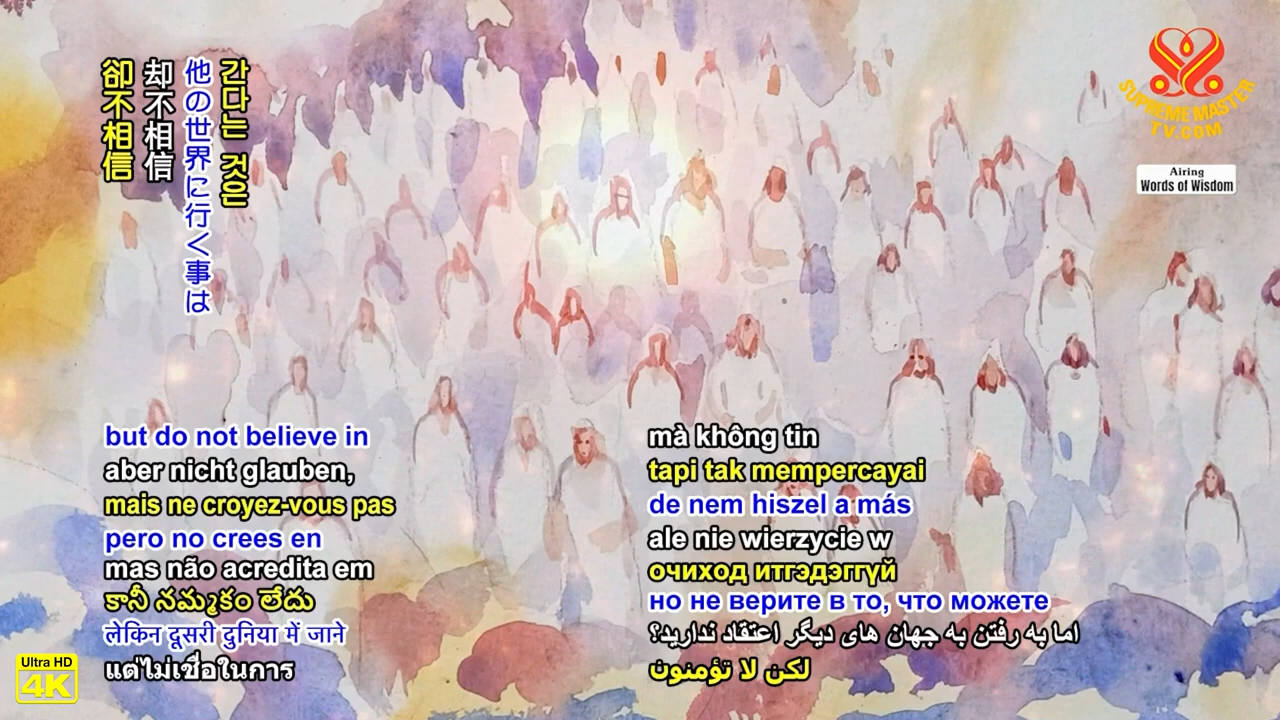 卻不相信
却不相信
他の世界に行く事は
간다는 것은
SUPREME MASTER
TV.COM
Airing
Words of Wisdom
but do not believe in
aber nicht glauben,
mais ne croyez-vous pas
pero no crees en
mas não acredita em
కానీ నమ్మకం లేదు
लेकिन दूसरी दुनिया में जाने
แต่ไม่เชื่อในการ
mà không tin
tapi tak mempercayai
de nem hiszel a más
ale nie wierzycie w
очиход итгэдэггүй
но не верите в то, что можете
اما به رفتن به جهان های دیگر اعتقاد ندارید؟
لكن لا تؤمنون
Ultra HD
4K